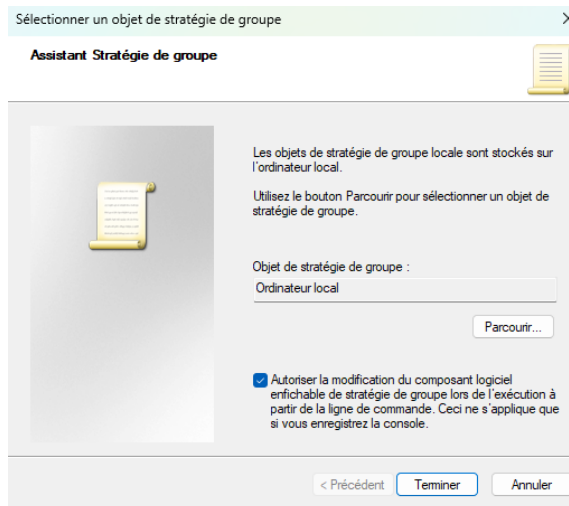 Sélectionner un objet de stratégie de groupe
Assistant Stratégie de groupe
Les objets de stratégie de groupe locale sont stockés sur
l'ordinateur local.
Utilisez le bouton Parcourir pour sélectionner un objet de
stratégie de groupe.
Objet de stratégie de groupe :
Ordinateur local
Parcourir...
Autoriser la modification du composant logiciel
enfichable de stratégie de groupe lors de l'exécution à
partir de la ligne de commande. Ceci ne s'applique que
si vous enregistrez la console.
< Précédent Terminer Annuler